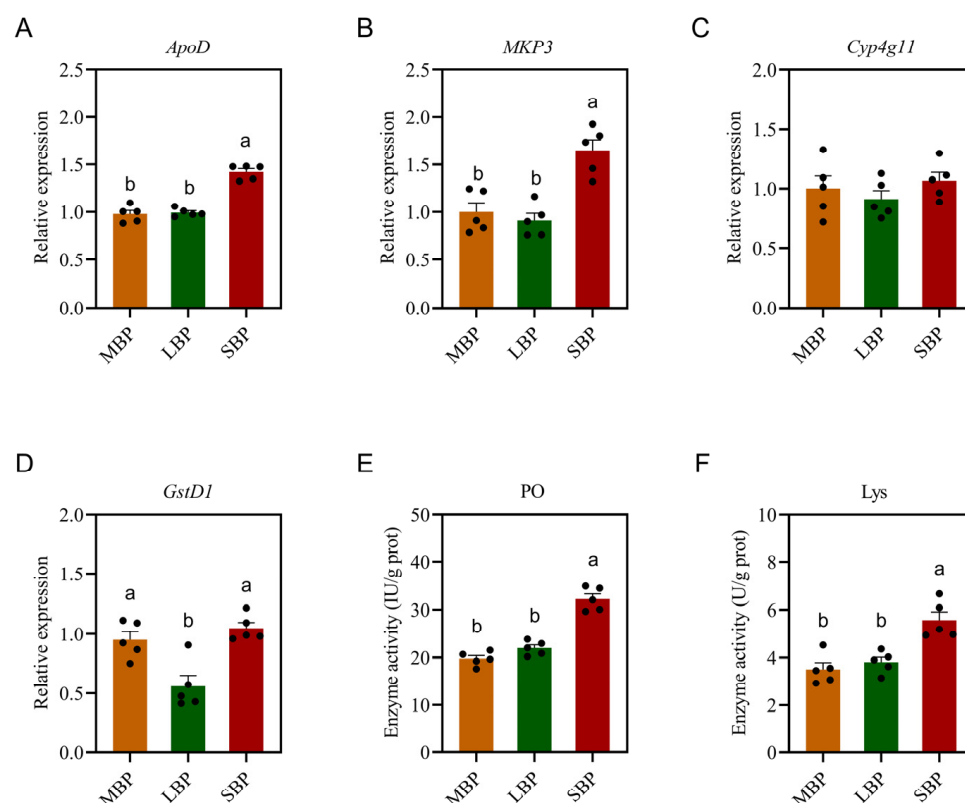 A
ApoD
Relative expression
2.5
2.0
1.5
1.0
0.5
0.0
b
b
a
MBP
LBP
SBP
B
MKP3
Relative expression
2.5
2.0
1.5
1.0
0.5
0.0
b
b
a
MBP
LBP
SBP
C
Cyp4g11
Relative expression
2.0
1.5
1.0
0.5
0.0
MBP
LBP
SBP
D
GstD1
Relative expression
2.0
1.5
1.0
0.5
0.0
a
b
a
MBP
LBP
SBP
E
PO
Enzyme activity (IU/g prot)
50
40
30
20
10
0
b
b
a
MBP
LBP
SBP
F
Lys
Enzyme activity (U/g prot)
10
8
6
4
2
0
b
b
a
MBP
LBP
SBP